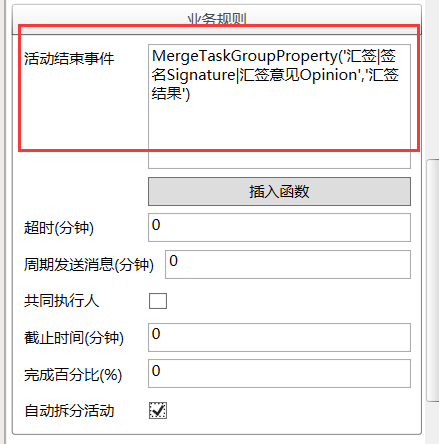 业务规则
活动结束事件
MergeTaskGroupProperty('汇签|签
名Signature|汇签意见Opinion','汇签
结果')
插入函数
超时(分钟) 0
周期发送消息(分钟) 0
共同执行人
截止时间(分钟) 0
完成百分比(%) 0
自动拆分活动